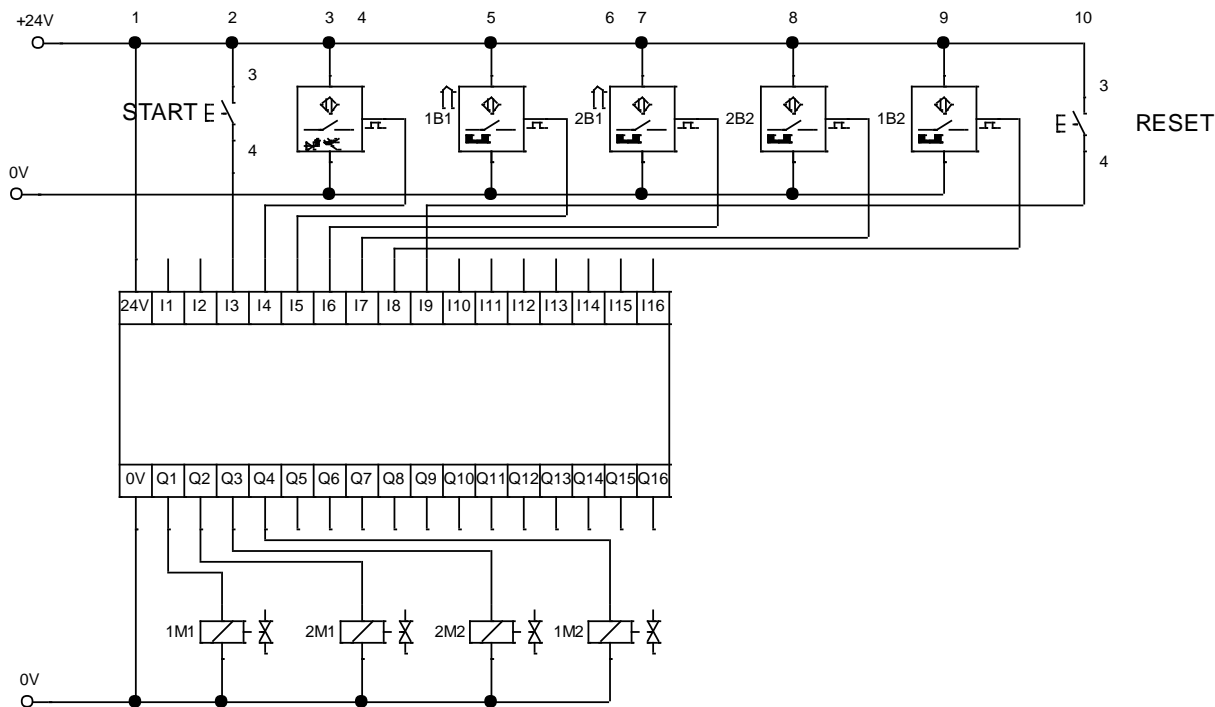 1 2 3 4 5 6 7 8 9 10
+24V
3
3
START
1B1
2B1
2B2
1B2
RESET
4
4
0V
24V I1 I2 I3 I4 I5 I6 I7 I8 I9 I10 I11 I12 I13 I14 I15 I16
0V Q1 Q2 Q3 Q4 Q5 Q6 Q7 Q8 Q9 Q10 Q11 Q12 Q13 Q14 Q15 Q16
1M1 2M1 2M2 1M2
0V